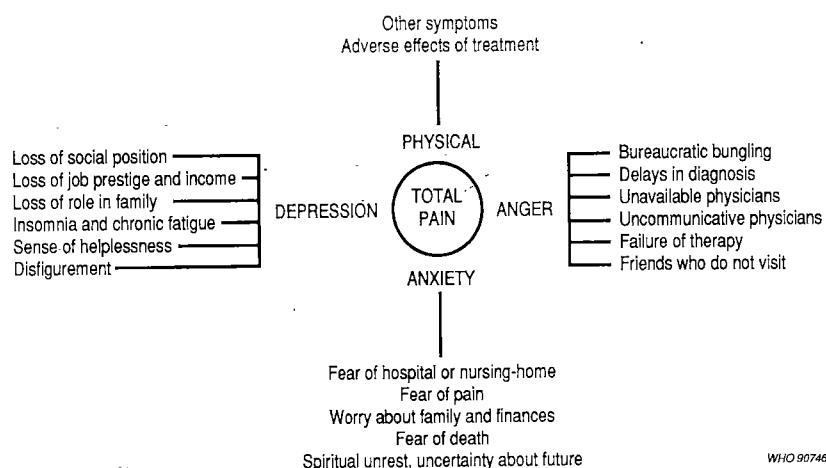 Other symptoms
Adverse effects of treatment
PHYSICAL
Loss of social position
Loss of job prestige and income
Loss of role in family
Insomnia and chronic fatigue
Sense of helplessness
Disfigurement
DEPRESSION
TOTAL
PAIN
ANGER
Bureaucratic bungling
Delays in diagnosis
Unavailable physicians
Uncommunicative physicians
Failure of therapy
Friends who do not visit
ANXIETY
Fear of hospital or nursing-home
Fear of pain
Worry about family and finances
Fear of death
Spiritual unrest, uncertainty about future
WHO 90746